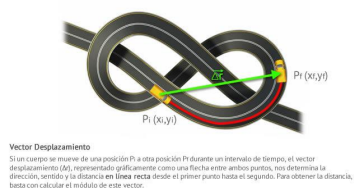 Δr
Pf (xf,yf)
Pi (xi,yi)
Vector Desplazamiento
Si un cuerpo se mueve de una posición Pi a otra posición Pf durante un intervalo de tiempo, el vector
desplazamiento (Δr), representado gráficamente como una flecha entre ambos puntos, nos determina la
dirección, sentido y la distancia en línea recta desde el primer punto hasta el segundo. Para obtener la distancia,
basta con calcular el módulo de este vector.